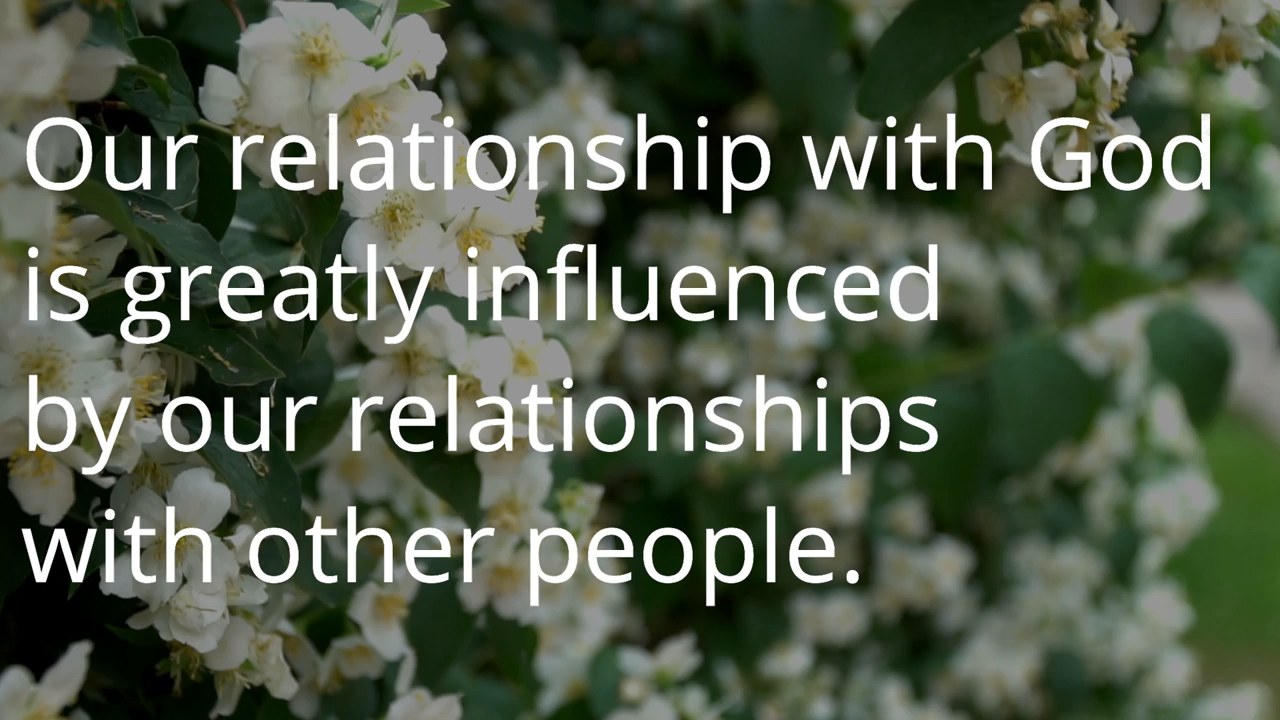 Our relationship with God
is greatly influenced
by our relationships
with other people.